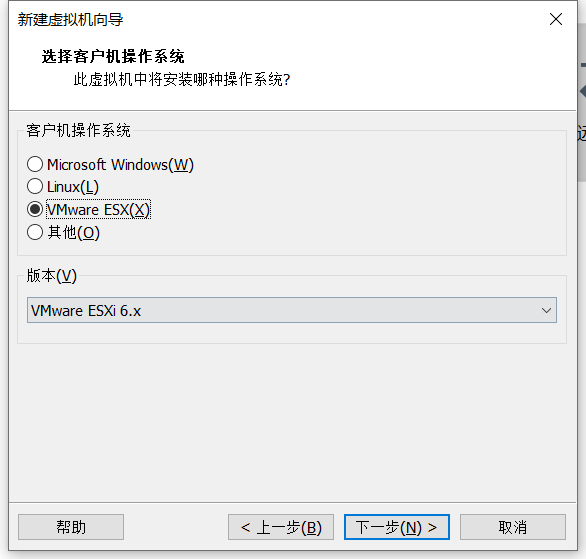 新建虚拟机向导
选择客户机操作系统
此虚拟机中将安装哪种操作系统?
客户机操作系统
Microsoft Windows(W)
Linux(L)
VMware ESX(X)
其他(O)
版本(V)
VMware ESXi 6.x
帮助
< 上一步(B)
下一步(N) >
取消